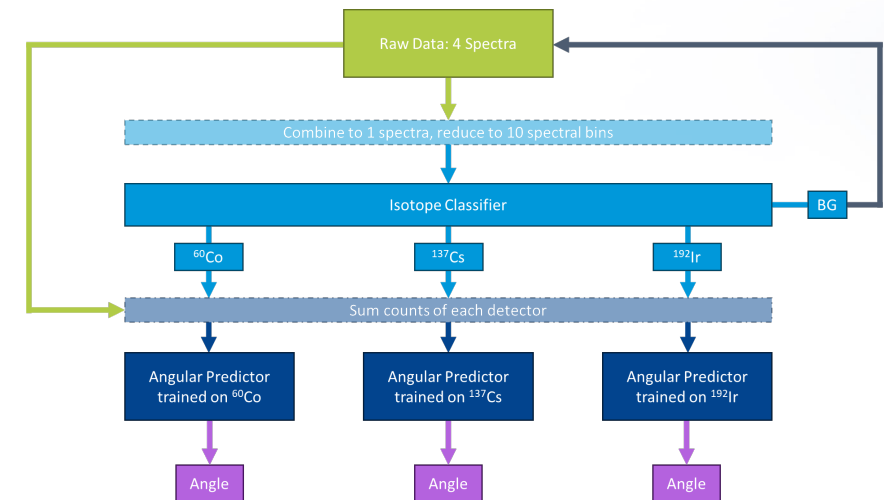 Raw Data: 4 Spectra
Combine to 1 spectra, reduce to 10 spectral bins
Isotope Classifier
BG
⁶⁰Co
¹³⁷Cs
¹⁹²Ir
Sum counts of each detector
Angular Predictor
trained on ⁶⁰Co
Angular Predictor
trained on ¹³⁷Cs
Angular Predictor
trained on ¹⁹²Ir
Angle
Angle
Angle